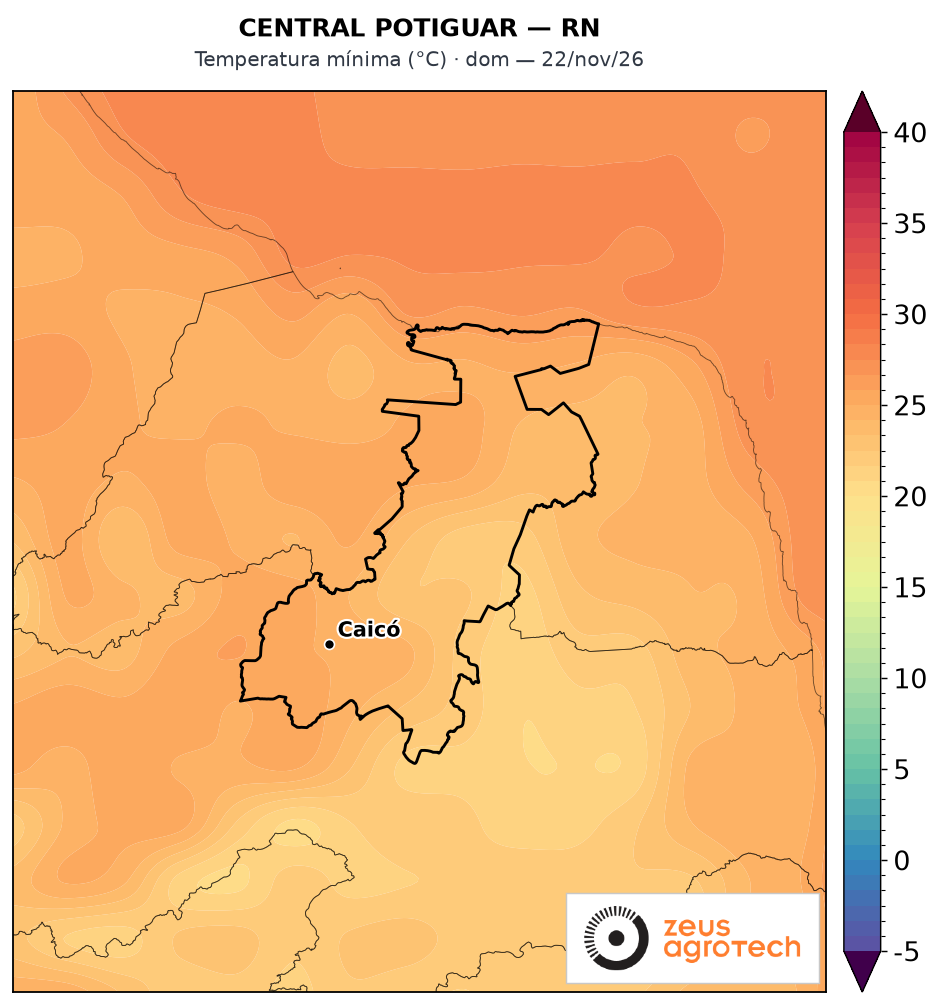 CENTRAL POTIGUAR — RN
Temperatura mínima (°C) · dom — 22/nov/26
Caicó
40
35
30
25
20
15
10
5
0
-5
zeus
agrotech